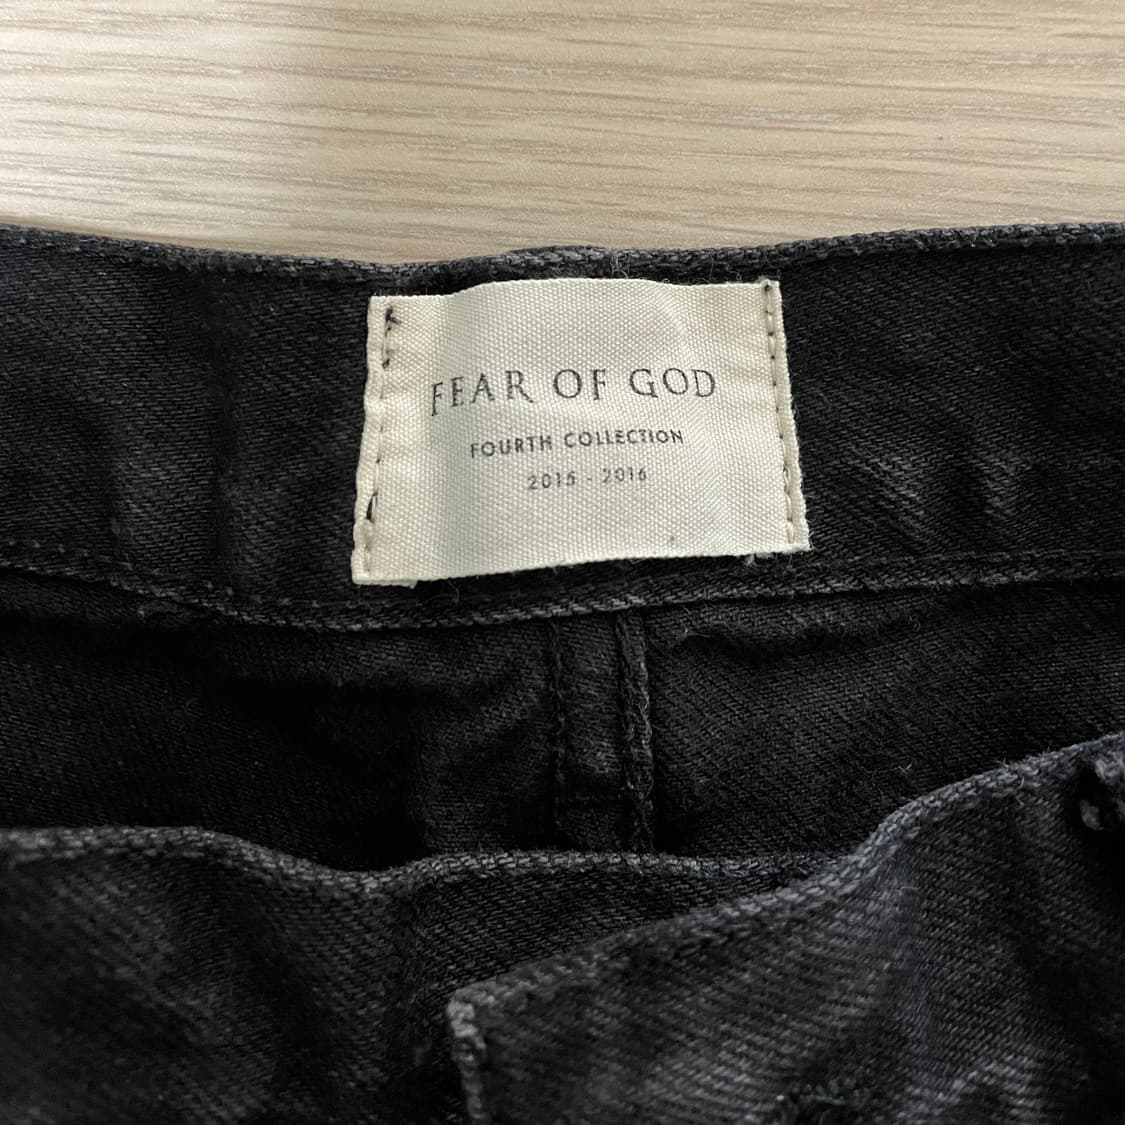 FEAR OF GOD
FOURTH COLLECTION
2015 - 2016